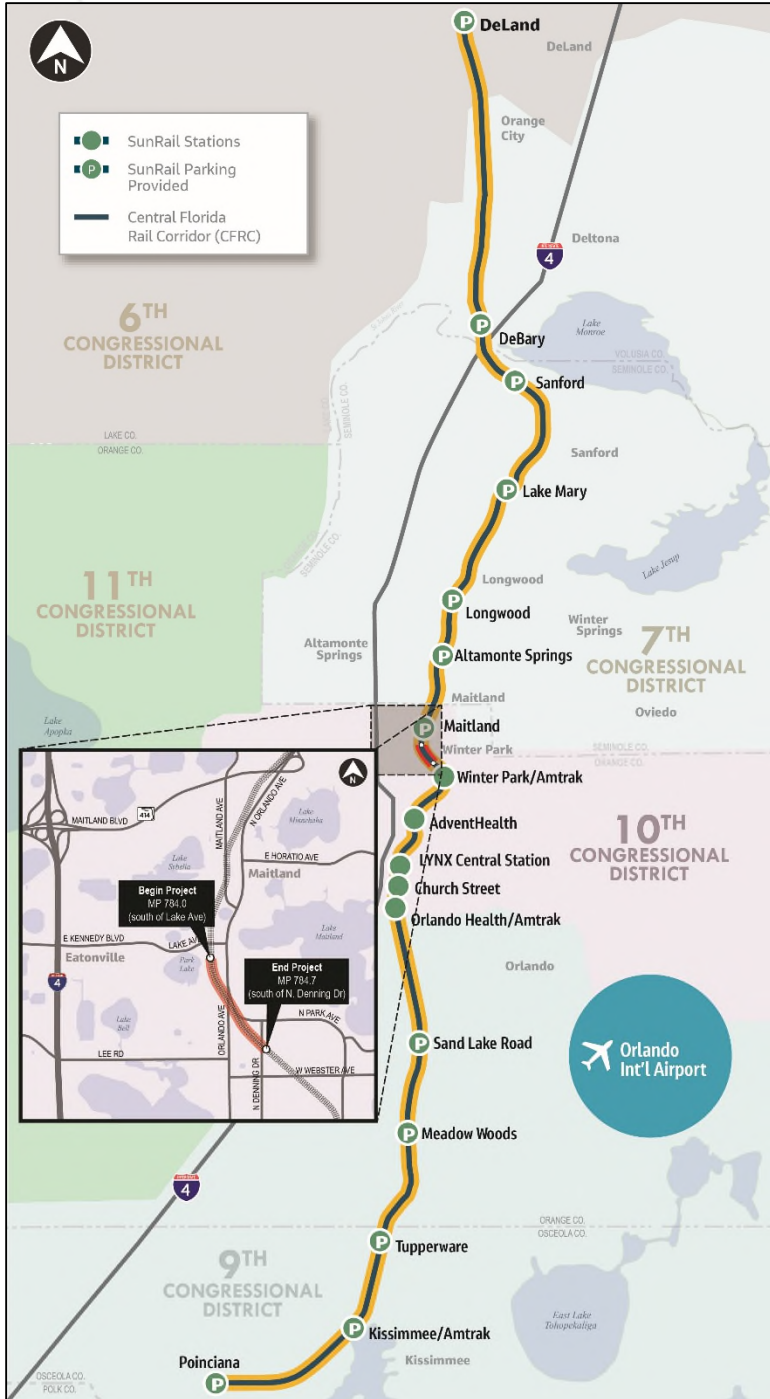 N
DeLand
DeLand
P SunRail Stations
P SunRail Parking
Provided
Central Florida
Rail Corridor (CFRC)
Orange
City
Deltona
4
6TH
CONGRESSIONAL
DISTRICT
DeBary
Lake
Monroe
VOLUSIA CO.
SEMINOLE CO.
Sanford
LAKE CO.
ORANGE CO.
LAKE CO.
SEMINOLE CO.
Sanford
Lake Mary
ORANGE CO.
SEMINOLE CO.
Lake Jesup
11TH
CONGRESSIONAL
DISTRICT
Longwood
Longwood
Winter
Springs
7TH
CONGRESSIONAL
DISTRICT
Altamonte
Springs
Altamonte Springs
Oviedo
Maitland
Lake
Apopka
Maitland
Winter Park
SEMINOLE CO.
ORANGE CO.
Winter Park/Amtrak
10TH
CONGRESSIONAL
DISTRICT
AdventHealth
LYNX Central Station
Church Street
Orlando Health/Amtrak
Orlando
N
MAITLAND BLVD
414
MAITLAND AVE
N ORLANDO AVE
Lake
Minnehaha
E HORATIO AVE
Lake
Sybelia
Maitland
Begin Project
MP 784.0
(south of Lake Ave)
Lake
Maitland
E KENNEDY BLVD
LAKE AVE
Eatonville
Park
Lake
End Project
MP 784.7
(south of N. Denning Dr)
4
Lake
Bell
ORLANDO AVE
N PARK AVE
LEE RD
N DENNING DR
W WEBSTER AVE
Sand Lake Road
Orlando
Int'l Airport
Meadow Woods
4
ORANGE CO.
OSCEOLA CO.
Tupperware
9TH
CONGRESSIONAL
DISTRICT
East Lake
Tohopekaliga
Kissimmee/Amtrak
Kissimmee
Poinciana
OSCEOLA CO.
POLK CO.